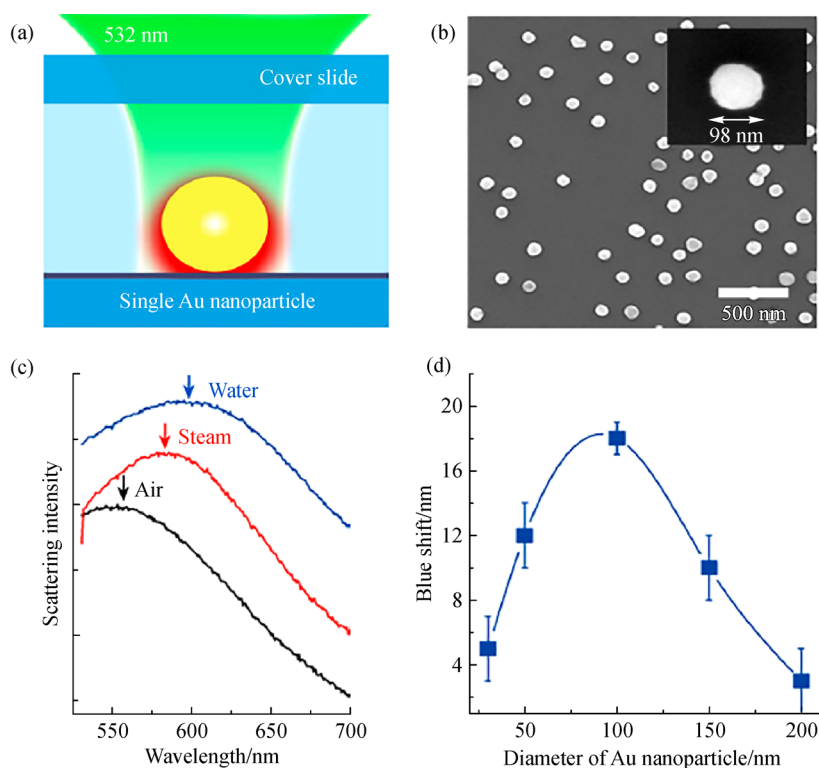 (a)
532 nm
Cover slide
Single Au nanoparticle
(b)
98 nm
500 nm
(c)
Water
Steam
Air
Scattering intensity
550
600
650
700
Wavelength/nm
(d)
20
16
12
8
4
Blue shift/nm
50
100
150
200
Diameter of Au nanoparticle/nm